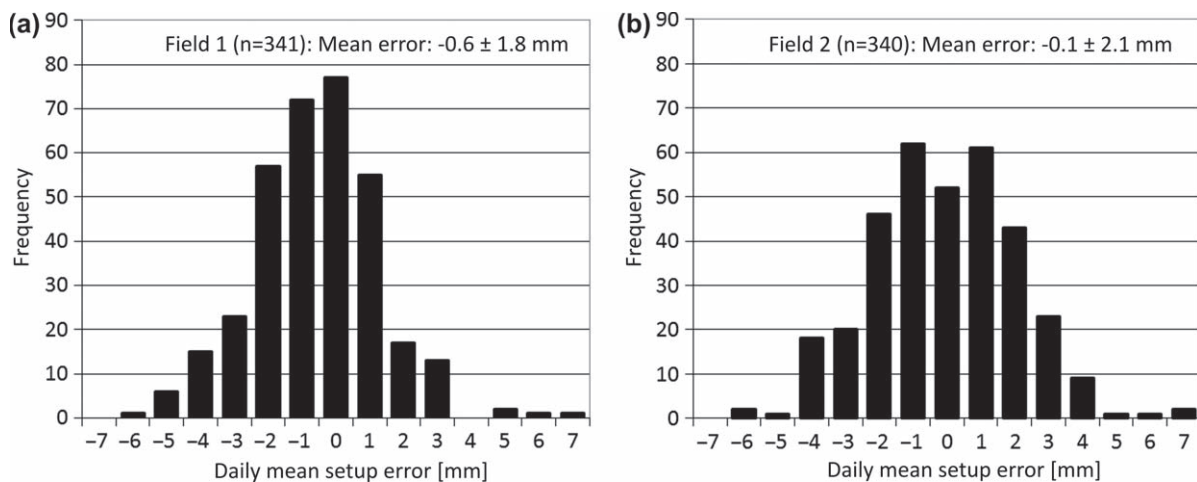 (a)
Field 1 (n=341): Mean error: -0.6 ± 1.8 mm
Frequency
90
80
70
60
50
40
30
20
10
0
−7 −6 −5 −4 −3 −2 −1 0 1 2 3 4 5 6 7
Daily mean setup error [mm]
(b)
Field 2 (n=340): Mean error: -0.1 ± 2.1 mm
Frequency
90
80
70
60
50
40
30
20
10
0
−7 −6 −5 −4 −3 −2 −1 0 1 2 3 4 5 6 7
Daily mean setup error [mm]